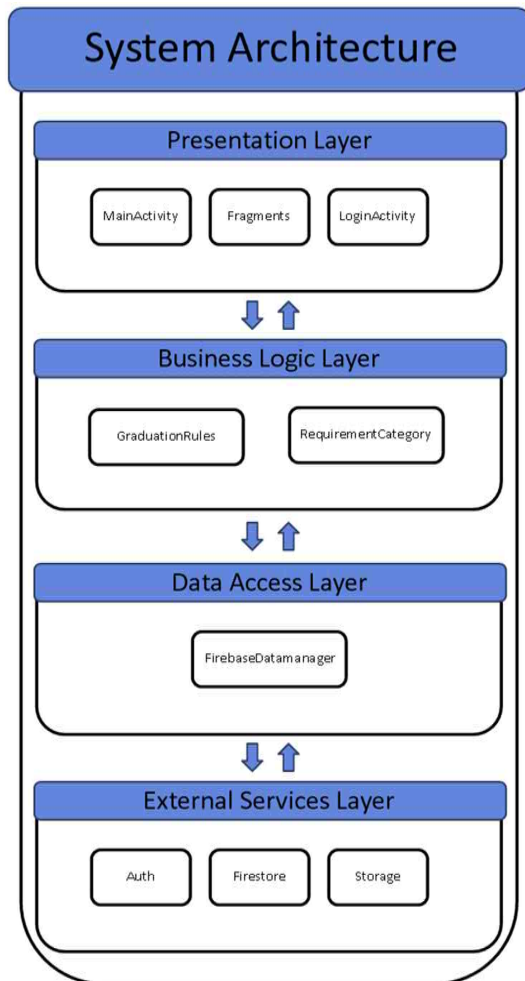 System Architecture
Presentation Layer
MainActivity
Fragments
LoginActivity
Business Logic Layer
GraduationRules
RequirementCategory
Data Access Layer
FirebaseDatamanager
External Services Layer
Auth
Firestore
Storage